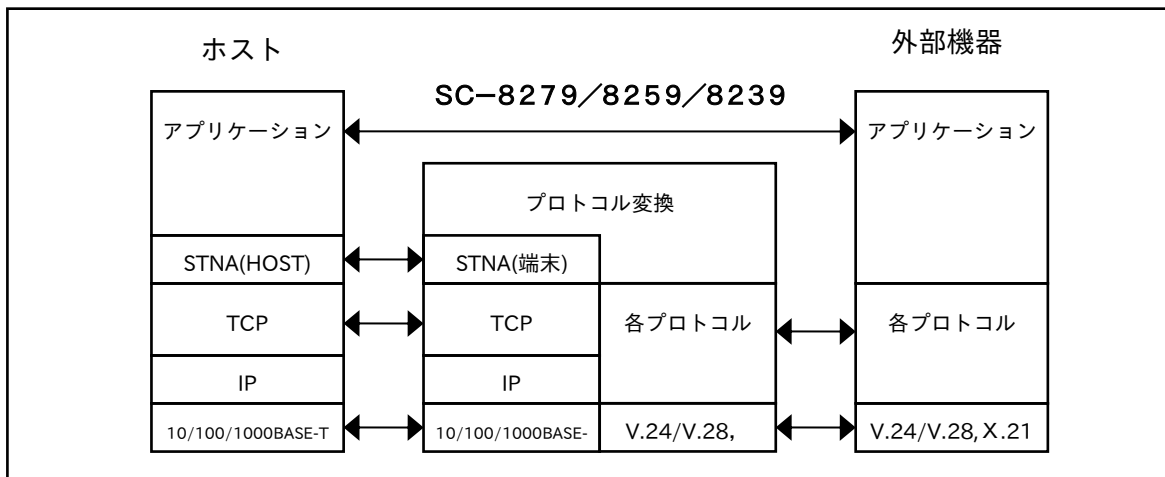 ホスト
外部機器
SC−8279／8259／8239
アプリケーション
アプリケーション
プロトコル変換
STNA(HOST)
STNA(端末)
TCP
TCP
各プロトコル
各プロトコル
IP
IP
10/100/1000BASE-T
10/100/1000BASE-
V.24/V.28,
V.24/V.28,X.21